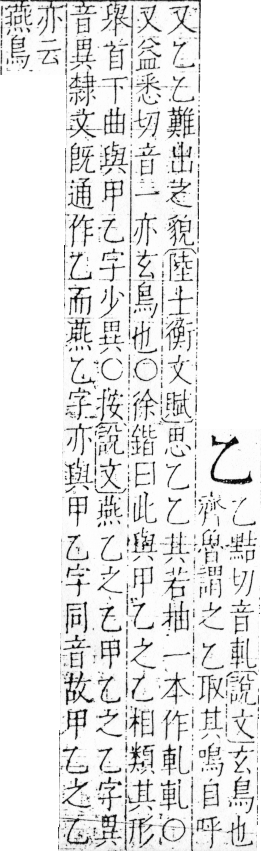 乙
乙黠切音軋說文玄鳥也
齊魯謂之乙取其鳴自呼
又乙乙難出之貌陸士衡文賦思乙乙其若抽一本作軋軋○
又益悉切音一亦玄鳥也○徐鍇曰此與甲乙之乙相類其形
舉首下曲與甲乙字少異○按說文燕乙之乙甲乙之乙字異
音異隸文旣通作乙而燕乙字亦與甲乙字同音故甲乙之乙
亦云
燕鳥